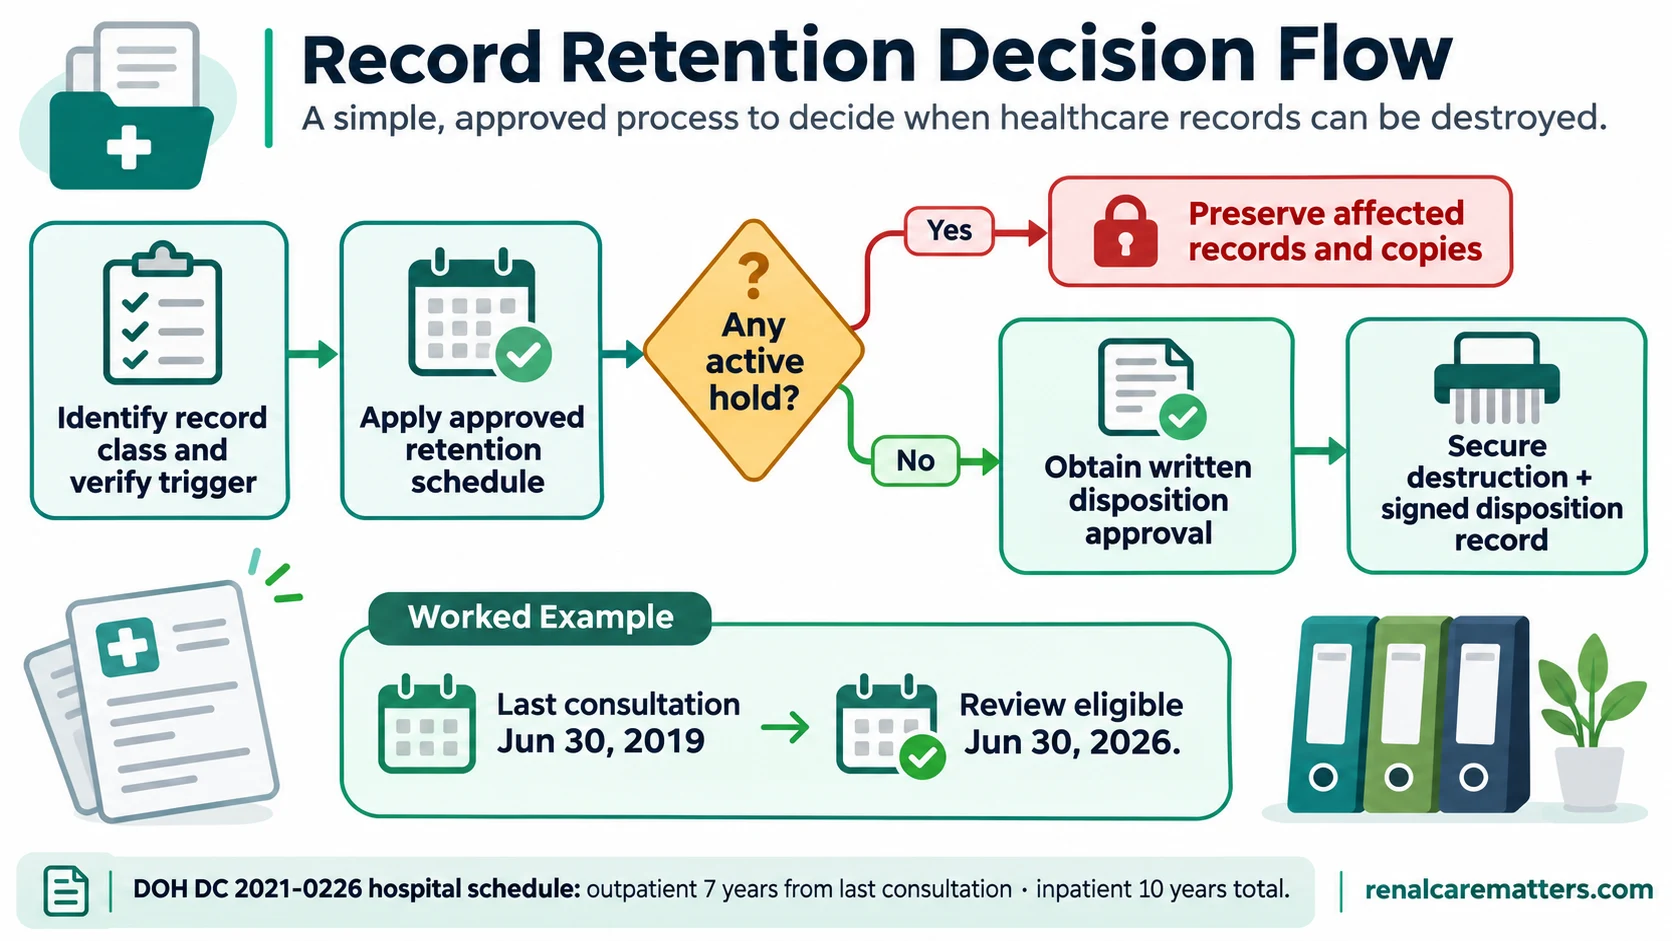 Record Retention Decision Flow
A simple, approved process to decide when healthcare records can be destroyed.
Identify record
class and
verify trigger
Apply approved
retention
schedule
?
Any
active
hold?
Yes
Preserve affected
records and copies
No
Obtain written
disposition
approval
Secure
destruction +
signed disposition
record
Worked Example
Last consultation
Jun 30, 2019
Review eligible
Jun 30, 2026.
DOH DC 2021-0226 hospital schedule: outpatient 7 years from last consultation · inpatient 10 years total.
renalcarematters.com